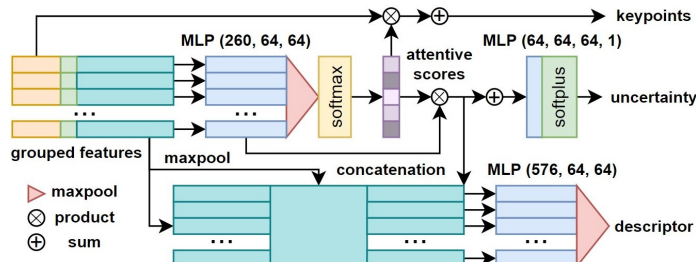 keypoints
MLP (260, 64, 64)
attentive
scores
MLP (64, 64, 64, 1)
softmax
softplus
uncertainty
...
...
grouped features
maxpool
concatenation
MLP (576, 64, 64)
maxpool
product
sum
descriptor
...
...
...